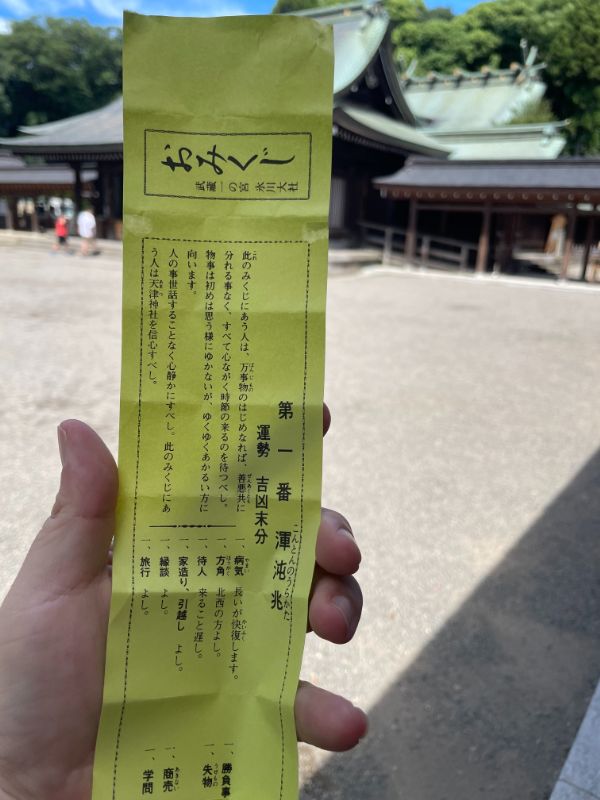 おみくじ
武蔵一の宮 氷川大社
第一番 渾沌兆
こんとんのうらかた
運勢 吉凶末分
此のみくじにあう人は、万事物のはじめなれば、善悪共に
分れる事なく、すべて心ながく時節の来るのを待つべし。
物事は初めは思う様にゆかないが、ゆくゆくあかるい方に
向います。
人の事世話することなく心静かにすべし。此のみくじにあ
う人は天津神社を信心すべし。
一、病気 長いが快復します。
一、方角 北西の方よし。
一、待人 来ること遅し。
一、家造り、引越し よし。
一、縁談 よし。
一、旅行 よし。
一、勝負事
一、失物
一、商売
一、学問